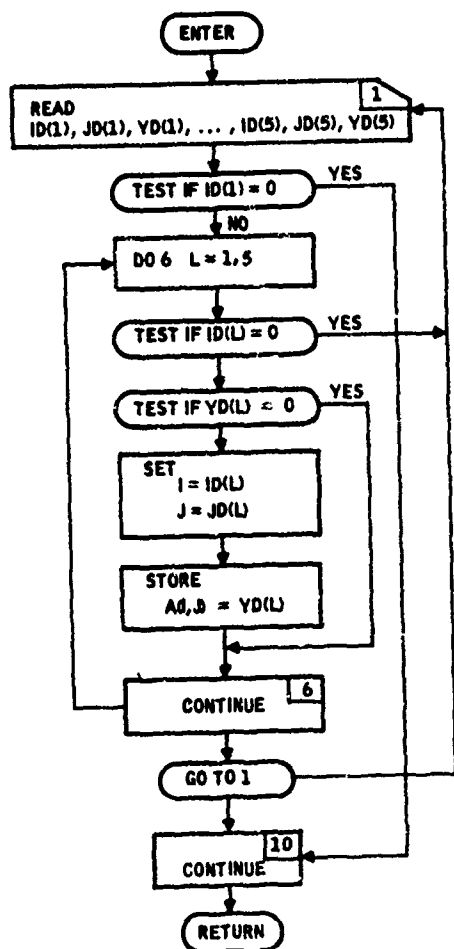 ENTER
1
READ
ID(1), JD(1), YD(1), ... , ID(5), JD(5), YD(5)
TEST IF ID(1) = 0
YES
NO
DO 6 L = 1,5
TEST IF ID(L) = 0
YES
TEST IF YD(L) = 0
YES
SET
I = ID(L)
J = JD(L)
STORE
A(I,J) = YD(L)
6
CONTINUE
GO TO 1
10
CONTINUE
RETURN